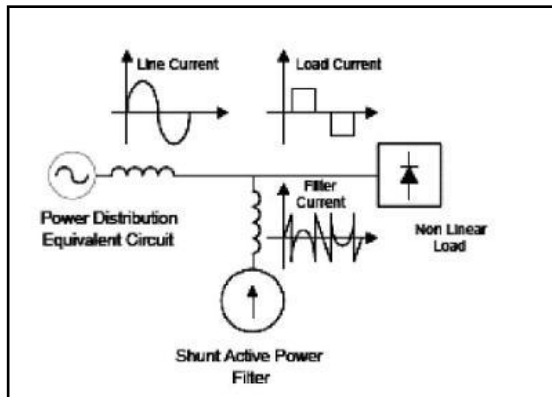 Line Current
Load Current
Filter
Current
Power Distribution
Equivalent Circuit
Non Linear
Load
Shunt Active Power
Filter